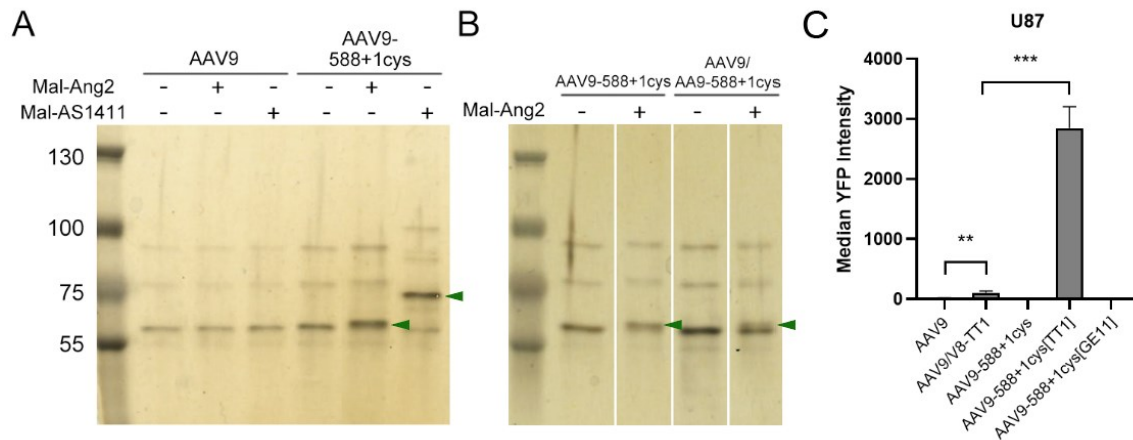 A
AAV9
AAV9-
588+1cys
Mal-Ang2 - + - - + -
Mal-AS1411 - - + - - +
130
100
75
55
B
AAV9-588+1cys
AAV9/
AA9-588+1cys
Mal-Ang2 - + - +
C
U87
Median YFP Intensity
4000
3000
2000
1000
0
**
***
AAV9
AAV9/V8-TT1
AAV9-588+1cys
AAV9-588+1cys[TT1]
AAV9-588+1cys[GE11]